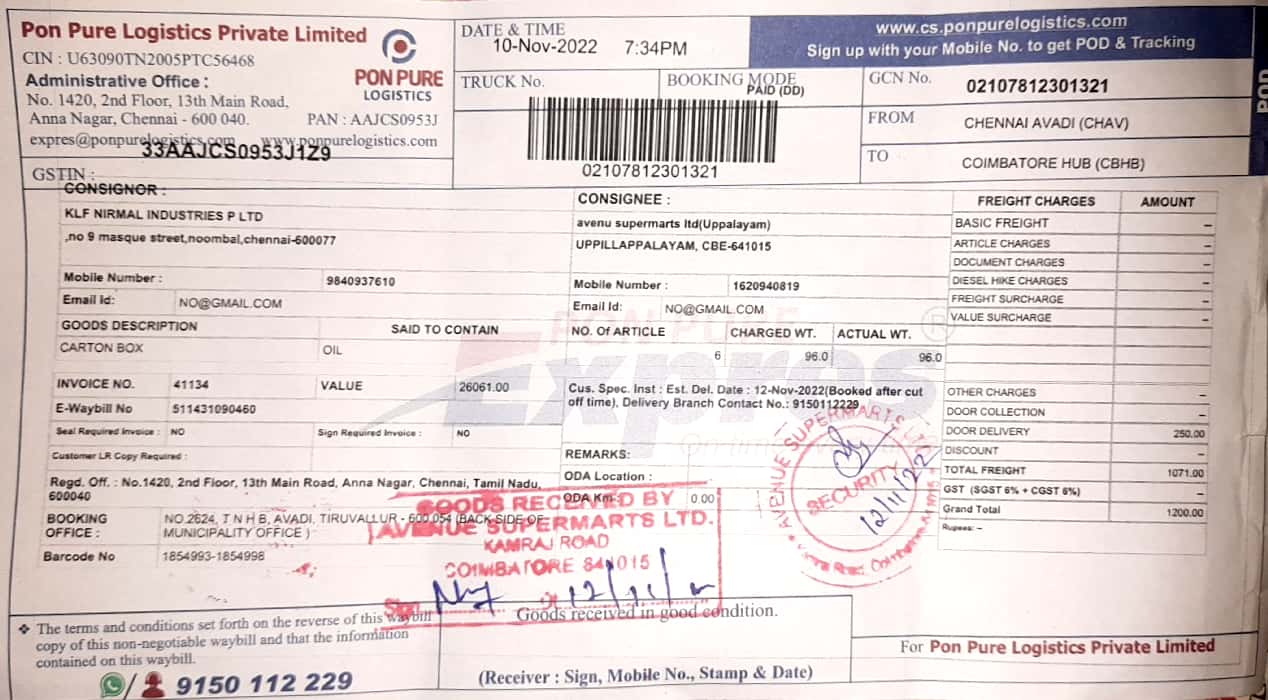 Pon Pure Logistics Private Limited
CIN : U63090TN2005PTC56468
Administrative Office :
No. 1420, 2nd Floor, 13th Main Road,
Anna Nagar, Chennai - 600 040. PAN : AAJCS0953J
expres@ponpurelogistics.com www.ponpurelogistics.com
33AAJCS0953J1Z9
GSTIN :
PON PURE
LOGISTICS
DATE & TIME
10-Nov-2022 7:34PM
www.cs.ponpurelogistics.com
Sign up with your Mobile No. to get POD & Tracking
POD
TRUCK No.
BOOKING MODE
PAID (DD)
GCN No. 02107812301321
02107812301321
FROM CHENNAI AVADI (CHAV)
TO COIMBATORE HUB (CBHB)
CONSIGNOR :
KLF NIRMAL INDUSTRIES P LTD
,no 9 masque street,noombal,chennai-600077
Mobile Number : 9840937610
Email Id: NO@GMAIL.COM
CONSIGNEE :
avenu supermarts ltd(Uppalayam)
UPPILLAPPALAYAM, CBE-641015
Mobile Number : 1620940819
Email Id: NO@GMAIL.COM
GOODS DESCRIPTION SAID TO CONTAIN NO. Of ARTICLE CHARGED WT. ACTUAL WT.
CARTON BOX OIL 6 96.0 96.0
PON PURE
Expres
®
INVOICE NO. 41134 VALUE 26061.00
E-Waybill No 511431090460
Seal Required Invoice : NO Sign Required Invoice : NO
Customer LR Copy Required :
Cus. Spec. Inst : Est. Del. Date : 12-Nov-2022(Booked after cut
off time), Delivery Branch Contact No.: 9150112229
REMARKS:
ODA Location :
ODA Km : 0.00
Regd. Off. : No.1420, 2nd Floor, 13th Main Road, Anna Nagar, Chennai, Tamil Nadu,
600040
BOOKING OFFICE : NO.2624, T N H B, AVADI, TIRUVALLUR - 600 054 (BACK SIDE OF
MUNICIPALITY OFFICE )
Barcode No 1854993-1854998
FREIGHT CHARGES AMOUNT
BASIC FREIGHT –
ARTICLE CHARGES –
DOCUMENT CHARGES –
DIESEL HIKE CHARGES –
FREIGHT SURCHARGE –
VALUE SURCHARGE –
OTHER CHARGES –
DOOR COLLECTION –
DOOR DELIVERY 250.00
DISCOUNT –
TOTAL FREIGHT 1071.00
GST (SGST 6% + CGST 6%) –
Grand Total 1200.00
Rupees: –
GOODS RECEIVED BY
AVENUE SUPERMARTS LTD.
KAMRAJ ROAD
COIMBATORE 641015
Sign
12/11/22
AVENUE SUPERMARTS LTD.
SECURITY
12/11/22
Goods received in good condition.
(Receiver : Sign, Mobile No., Stamp & Date)
❖ The terms and conditions set forth on the reverse of this waybill
copy of this non-negotiable waybill and that the information
contained on this waybill.
9150 112 229
For Pon Pure Logistics Private Limited